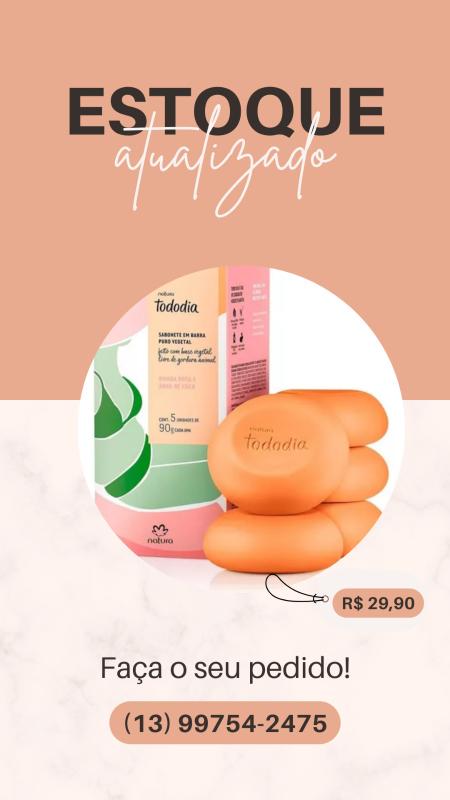 ESTOQUE
atualizado
natura
tododia
SABONETE EM BARRA
PURO VEGETAL
feito com base vegetal
livre de gordura animal
CONT. 5 UNIDADES DE
90g CADA UMA
natura
tododia
natura
R$ 29,90
Faça o seu pedido!
(13) 99754-2475